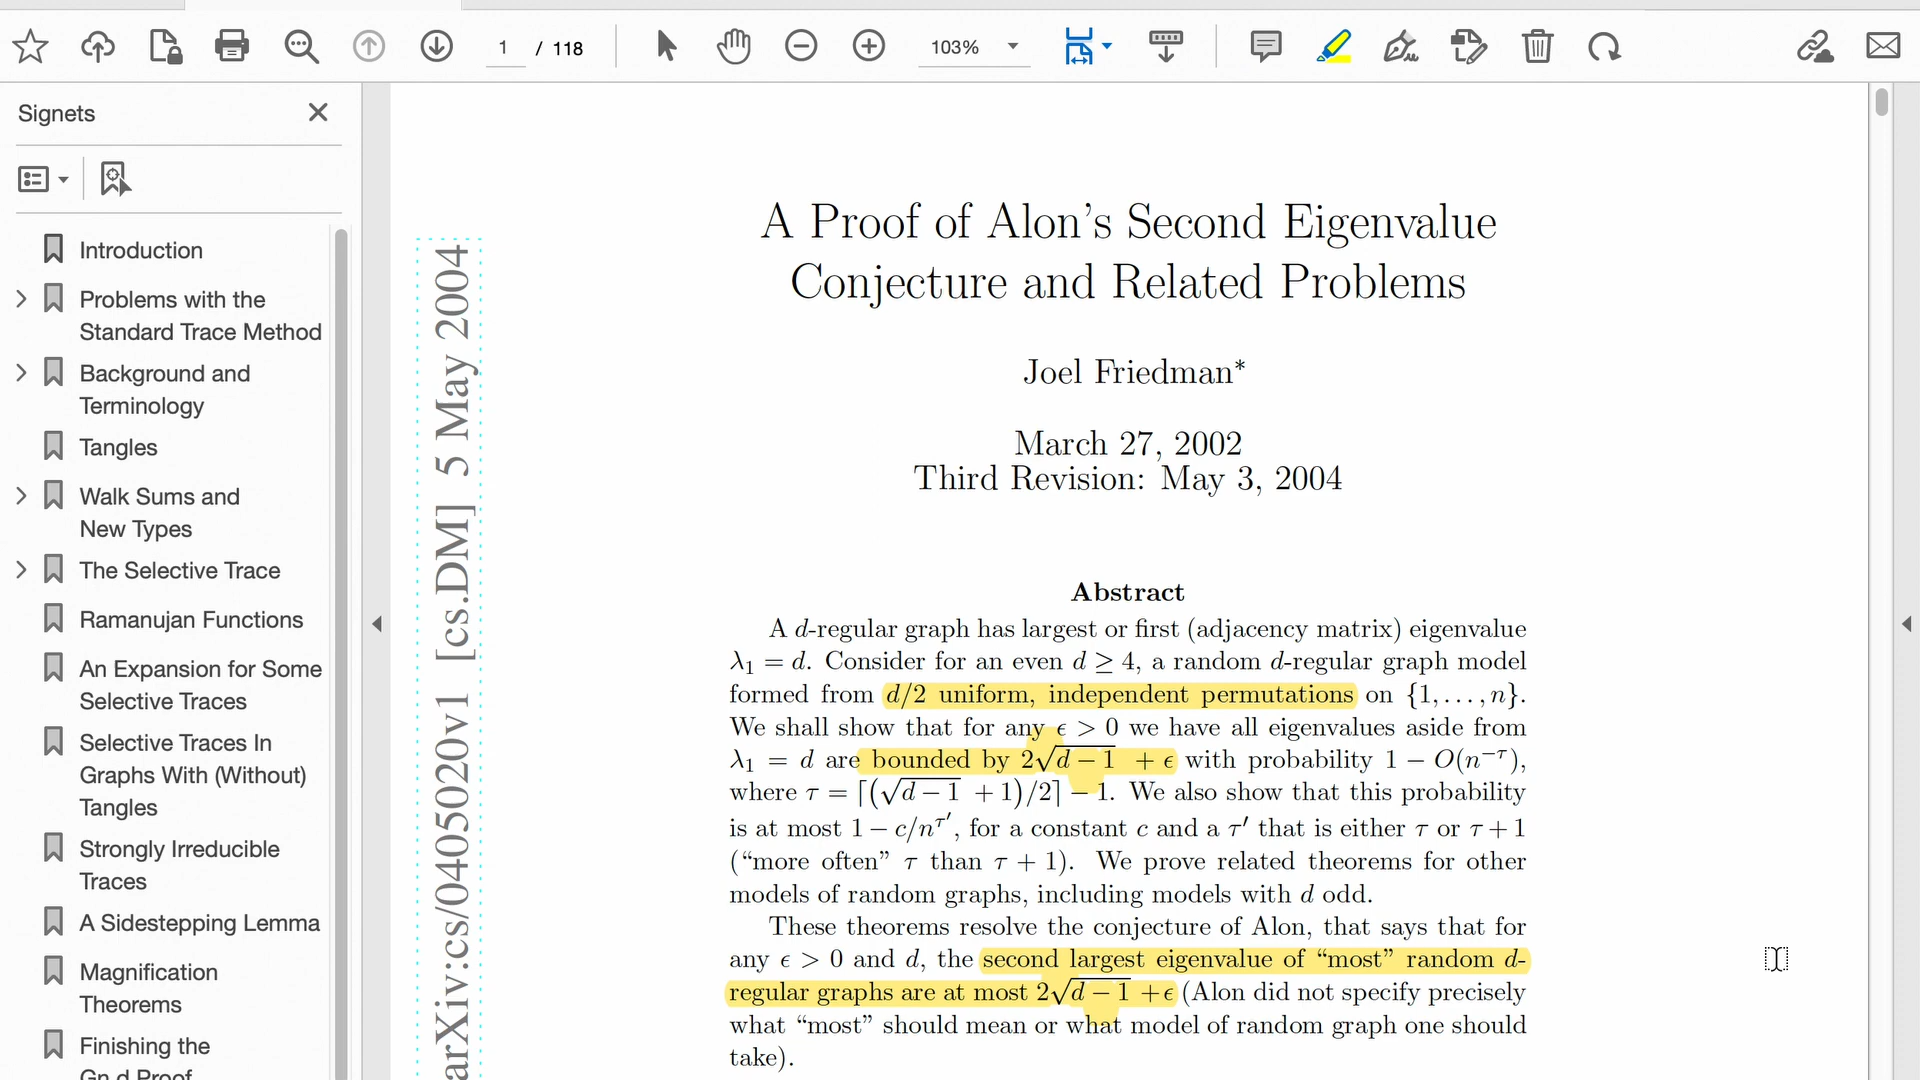 1 / 118
103%
Signets
Introduction
Problems with the
Standard Trace Method
Background and
Terminology
Tangles
Walk Sums and
New Types
The Selective Trace
Ramanujan Functions
An Expansion for Some
Selective Traces
Selective Traces In
Graphs With (Without)
Tangles
Strongly Irreducible
Traces
A Sidestepping Lemma
Magnification
Theorems
Finishing the
Gn,d Proof
arXiv:cs/0405020v1 [cs.DM] 5 May 2004
A Proof of Alon's Second Eigenvalue
Conjecture and Related Problems
Joel Friedman*
March 27, 2002
Third Revision: May 3, 2004
Abstract
A d-regular graph has largest or first (adjacency matrix) eigenvalue
λ₁ = d. Consider for an even d ≥ 4, a random d-regular graph model
formed from d/2 uniform, independent permutations on {1, . . . , n}.
We shall show that for any ϵ > 0 we have all eigenvalues aside from
λ₁ = d are bounded by 2√(d − 1) + ϵ with probability 1 − O(n^−τ),
where τ = ⌈(√(d − 1) + 1)/2⌉ − 1. We also show that this probability
is at most 1 − c/n^τ′, for a constant c and a τ′ that is either τ or τ + 1
(“more often” τ than τ + 1). We prove related theorems for other
models of random graphs, including models with d odd.
These theorems resolve the conjecture of Alon, that says that for
any ϵ > 0 and d, the second largest eigenvalue of “most” random d-
regular graphs are at most 2√(d − 1) + ϵ (Alon did not specify precisely
what “most” should mean or what model of random graph one should
take).